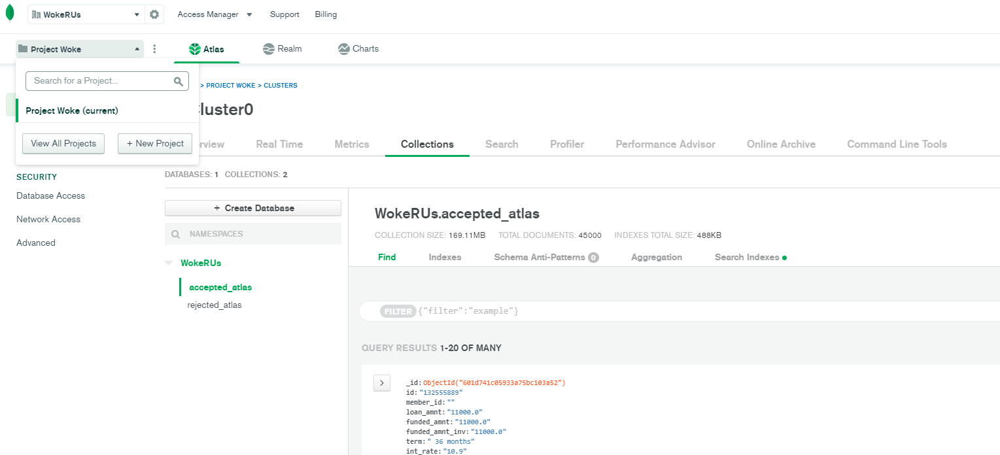 WokeRUs
Access Manager
Support
Billing
Project Woke
Atlas
Realm
Charts
Search for a Project...
Project Woke (current)
View All Projects
+ New Project
> PROJECT WOKE > CLUSTERS
luster0
rview
Real Time
Metrics
Collections
Search
Profiler
Performance Advisor
Online Archive
Command Line Tools
SECURITY
Database Access
Network Access
Advanced
DATABASES: 1 COLLECTIONS: 2
+ Create Database
NAMESPACES
WokeRUs
accepted_atlas
rejected_atlas
WokeRUs.accepted_atlas
COLLECTION SIZE: 169.11MB TOTAL DOCUMENTS: 45000 INDEXES TOTAL SIZE: 488KB
Find
Indexes
Schema Anti-Patterns 0
Aggregation
Search Indexes
FILTER {"filter":"example"}
QUERY RESULTS 1-20 OF MANY
_id: ObjectId("601d741c05933a75bc103a52")
id: "132555889"
member_id: ""
loan_amnt: "11000.0"
funded_amnt: "11000.0"
funded_amnt_inv: "11000.0"
term: " 36 months"
int_rate: "10.9"